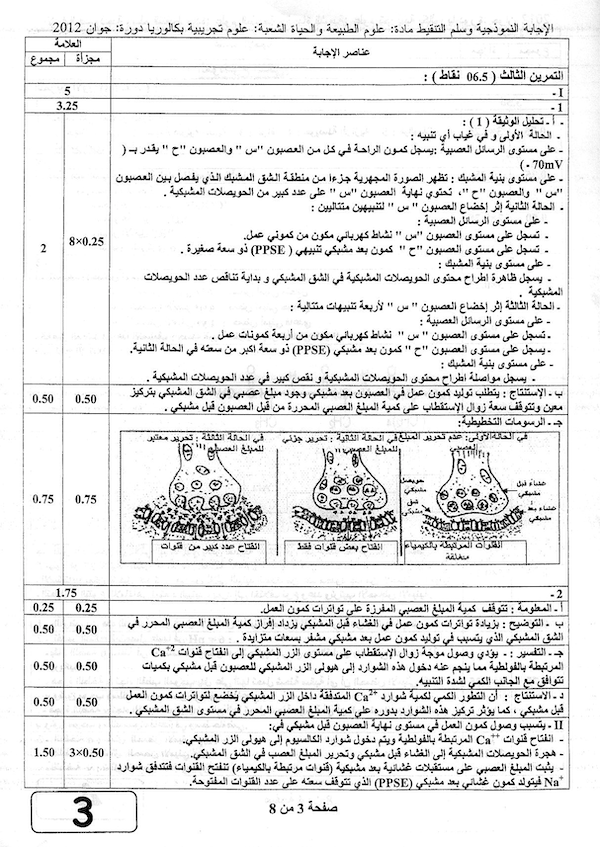 الإجابة النموذجية وسلم التنقيط مادة: علوم الطبيعة والحياة الشعبة: علوم تجريبية بكالوريا دورة: جوان 2012
عناصر الإجابة العلامة
مجزأة مجموع
التمرين الثالث ( 06.5 نقاط ) :
I - 5
1 - 3.25
- أ - تحليل الوثيقة ( 1 ) :
- الحالة الأولى و في غياب أي تنبيه :
- على مستوى الرسائل العصبية :يسجل كمون الراحة في كل من العصبون "س" والعصبون "ح" يقدر بــ (
70mV - )
- على مستوى بنية المشبك : تظهر الصورة المجهرية جزءا من منطقة الشق المشبكي الذي يفصل بين العصبون
"س" والعصبون "ح"، تحتوي نهاية العصبون "س" على عدد كبير من الحويصلات المشبكية .
- الحالة الثانية إثر إخضاع العصبون " س " لتنبيهين متتاليين :
- على مستوى الرسائل العصبية :
- تسجل على مستوى العصبون "س" نشاط كهربائي مكون من كموني عمل.
- تسجل على مستوى العصبون "ح" كمون بعد مشبكي تنبيهي (PPSE) ذو سعة صغيرة .
- على مستوى بنية المشبك :
- يسجل ظاهرة اطراح محتوى الحويصلات المشبكية في الشق المشبكي و بداية تناقص عدد الحويصلات
المشبكية .
- الحالة الثالثة إثر إخضاع العصبون " س " لأربعة تنبيهات متتالية :
- على مستوى الرسائل العصبية :
- تسجل على مستوى العصبون " س " نشاط كهربائي مكون من أربعة كمونات عمل.
- يسجل على مستوى العصبون "ح" كمون بعد مشبكي (PPSE) ذو سعة اكبر من سعته في الحالة الثانية.
- على مستوى بنية المشبك :
- يسجل مواصلة اطراح محتوى الحويصلات المشبكية و نقص كبير في عدد الحويصلات المشبكية .
8×0.25 2
ب - الإستنتاج : يتطلب توليد كمون عمل في العصبون بعد مشبكي وجود مبلغ عصبي في الشق المشبكي بتركيز
معين وتتوقف سعة زوال الإستقطاب على كمية المبلغ العصبي المحررة من قبل العصبون قبل مشبكي .
0.50 0.50
جـ - الرسومات التخطيطية:
في الحالة الأولى: عدم تحرير المبلغ العصبي
في الحالة الثانية : تحرير جزئي للمبلغ العصبي
في الحالة الثالثة : تحرير معتبر للمبلغ العصبي
غشاء قبل مشبكي
غشاء بعد مشبكي
حويصل مشبكي
شق مشبكي
القنوات المرتبطة بالكيمياء مغلقة
انفتاح بعض قنوات فقط
انفتاح عدد كبير من قنوات
0.75 0.75
2 - 1.75
أ - المعلومة : تتوقف كمية المبلغ العصبي المفرزة على تواترات كمون العمل.
0.25 0.25
ب - التوضيح : بزيادة تواترات كمون عمل في الغشاء قبل المشبكي يزداد إفراز كمية المبلغ العصبي المحرر في
الشق المشبكي الذي يتسبب في توليد كمون عمل بعد مشبكي مشفر بسعات متزايدة .
0.50 0.50
جـ - التفسير : - يؤدي وصول موجة زوال الإستقطاب على مستوى الزر المشبكي إلى انفتاح قنوات Ca+2
المرتبطة بالفولطية مما ينجم عنه دخول هذه الشوارد إلى هيولى الزر المشبكي للعصبون قبل مشبكي بكميات
تتوافق مع الجانب الكمي لشدة التنبيه.
0.50 0.50
د - الاستنتاج : أن التطور الكمي لكمية شوارد Ca2+ المتدفقة داخل الزر المشبكي يخضع لتواترات كمون العمل
قبل مشبكي ، كما يؤثر تركيز هذه الشوارد بدوره على كمية المبلغ العصبي المحرر في مستوى الشق المشبكي.
0.50 0.50
II - يتسبب وصول كمون العمل في مستوى نهاية العصبون قبل مشبكي في:
- انفتاح قنوات Ca++ المرتبطة بالفولطية ويتم دخول شوارد الكالسيوم إلى هيولى الزر المشبكي.
- هجرة الحويصلات المشبكية إلى الغشاء قبل مشبكي وتحرير المبلغ العصب في الشق المشبكي.
- يثبت المبلغ العصبي على مستقبلات غشائية بعد مشبكية (قنوات مرتبطة بالكيمياء) تنفتح القنوات فتتدفق شوارد
Na+ فيتولد كمون غشائي بعد مشبكي (PPSE) الذي تتوقف سعته على عدد القنوات المفتوحة.
3×0.50 1.50
صفحة 3 من 8
3